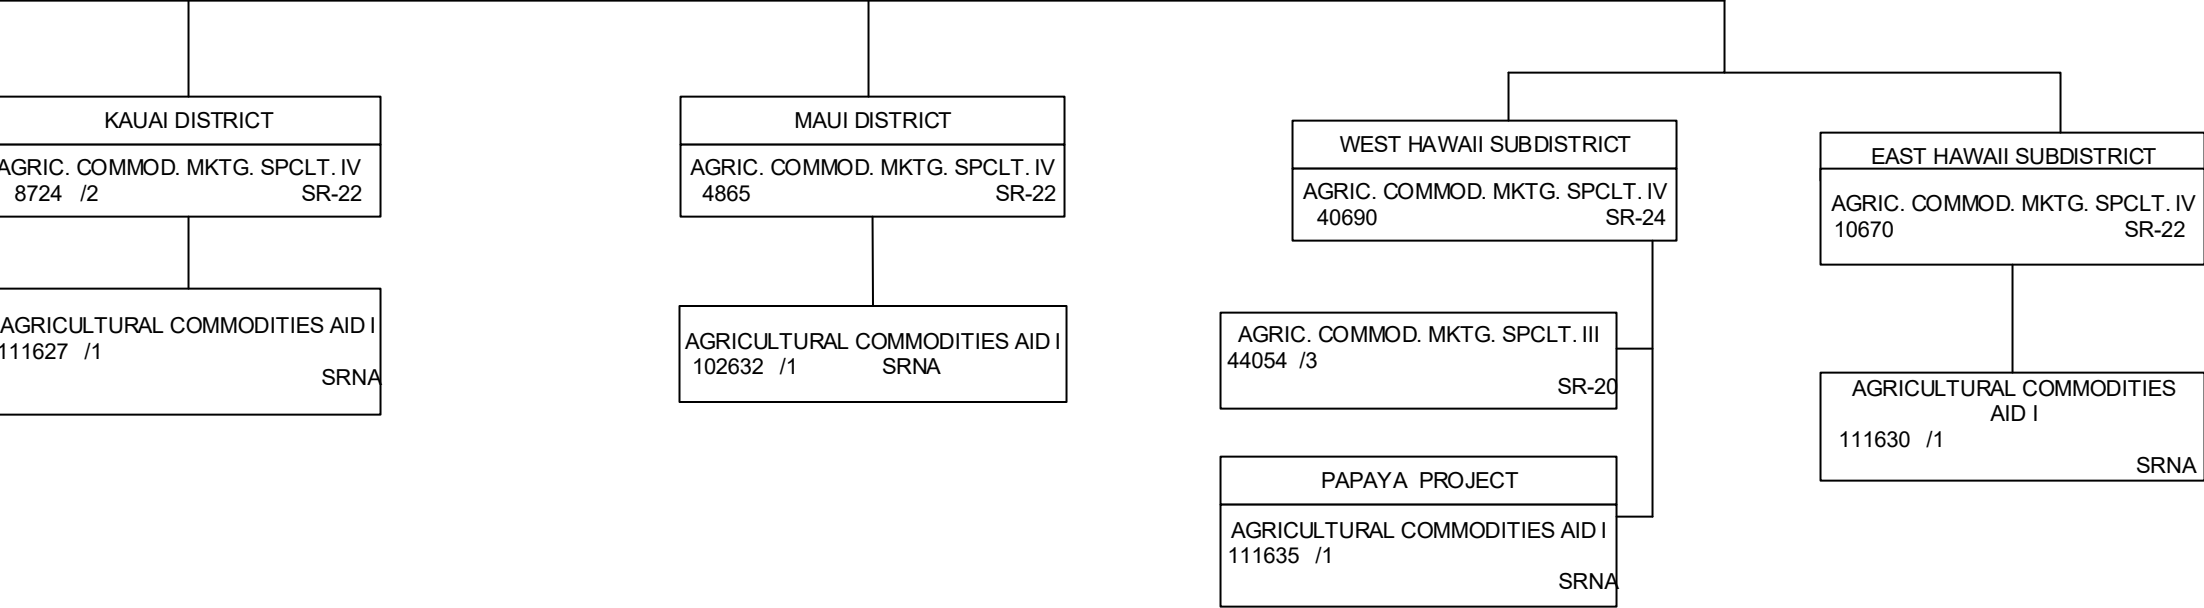 KAUAI DISTRICT
AGRIC. COMMOD. MKTG. SPCLT. IV
8724 /2 SR-22
AGRICULTURAL COMMODITIES AID I
111627 /1
SRNA
MAUI DISTRICT
AGRIC. COMMOD. MKTG. SPCLT. IV
4865 SR-22
AGRICULTURAL COMMODITIES AID I
102632 /1 SRNA
WEST HAWAII SUBDISTRICT
AGRIC. COMMOD. MKTG. SPCLT. IV
40690 SR-24
AGRIC. COMMOD. MKTG. SPCLT. III
44054 /3
SR-20
PAPAYA PROJECT
AGRICULTURAL COMMODITIES AID I
111635 /1
SRNA
EAST HAWAII SUBDISTRICT
AGRIC. COMMOD. MKTG. SPCLT. IV
10670 SR-22
AGRICULTURAL COMMODITIES
AID I
111630 /1
SRNA